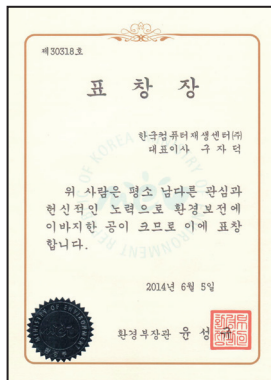 제30318호
표 창 장
한국컴퓨터재생센터(주)
대표이사 구 자 덕
위 사람은 평소 남다른 관심과
헌신적인 노력으로 환경보전에
이바지한 공이 크므로 이에 표창
합니다.
2014년 6월 5일
환경부장관 윤 성 규